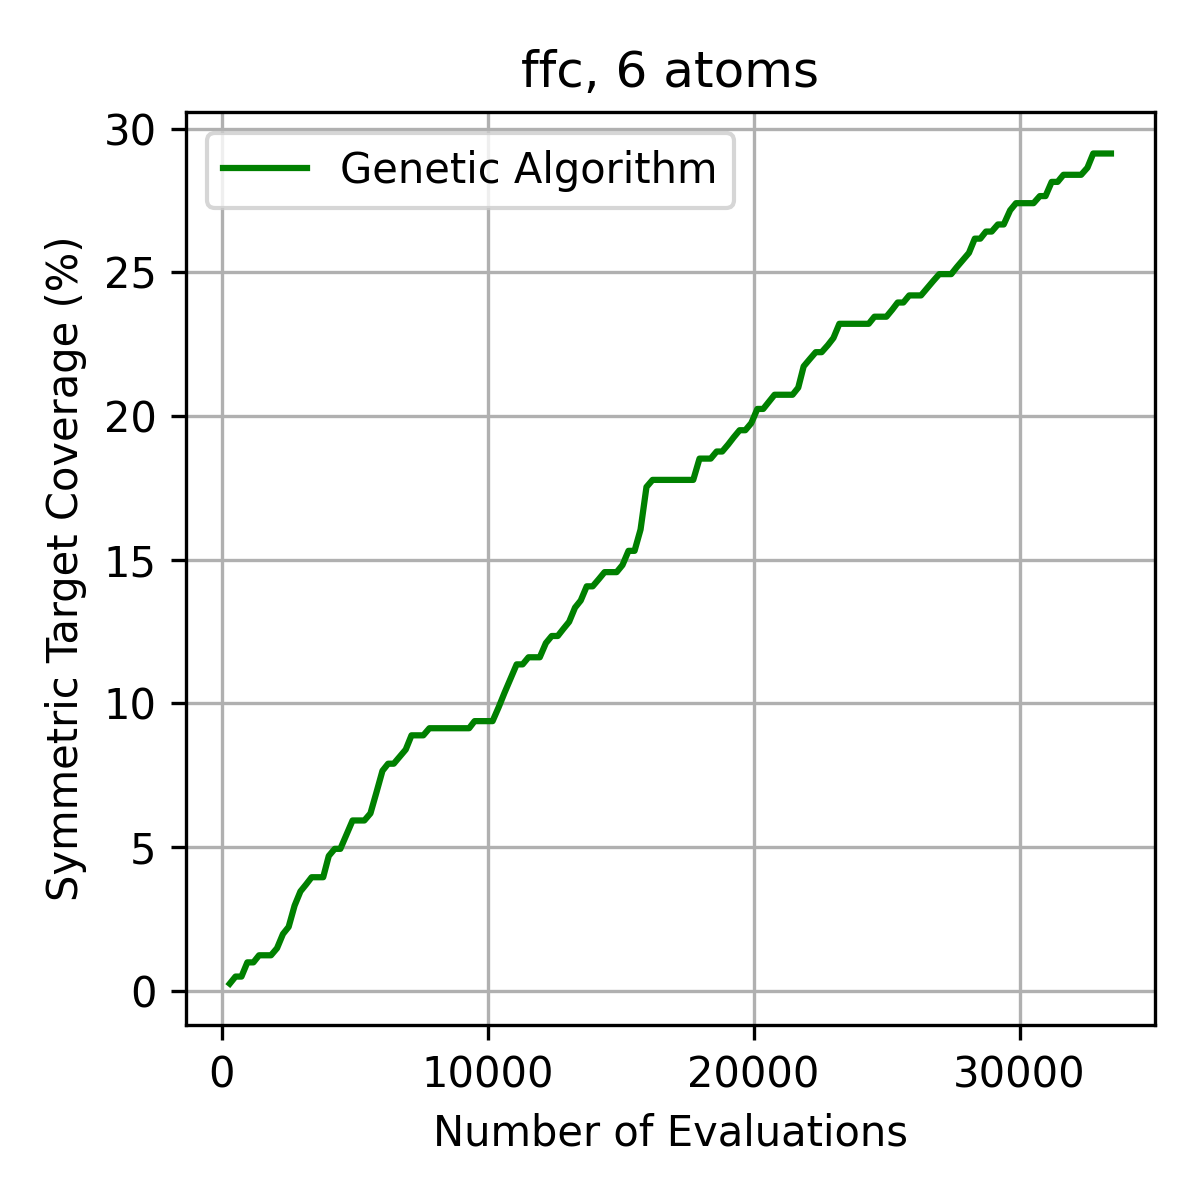 ffc, 6 atoms
Genetic Algorithm
Symmetric Target Coverage (%)
30
25
20
15
10
5
0
0 10000 20000 30000
Number of Evaluations